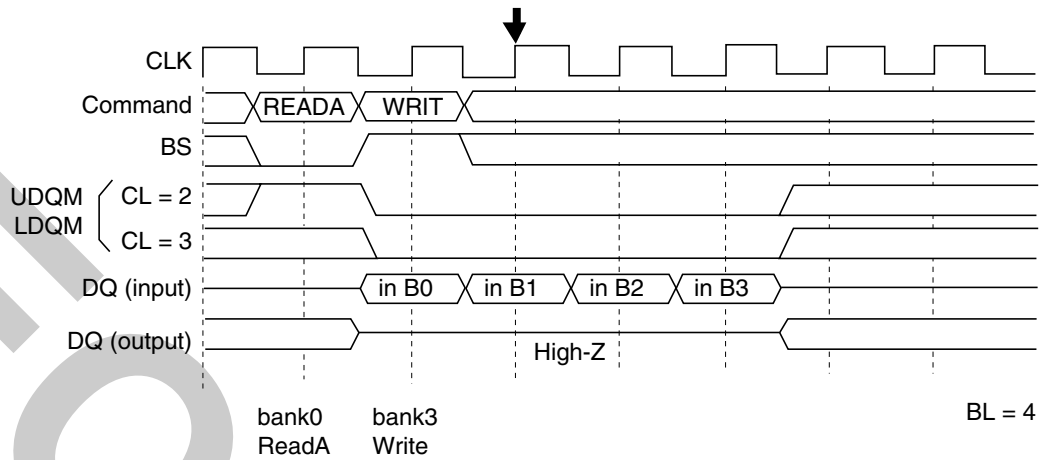 CLK
Command READA WRIT
BS
UDQM CL = 2
LDQM CL = 3
DQ (input) in B0 in B1 in B2 in B3
DQ (output) High-Z
bank0 bank3 BL = 4
ReadA Write